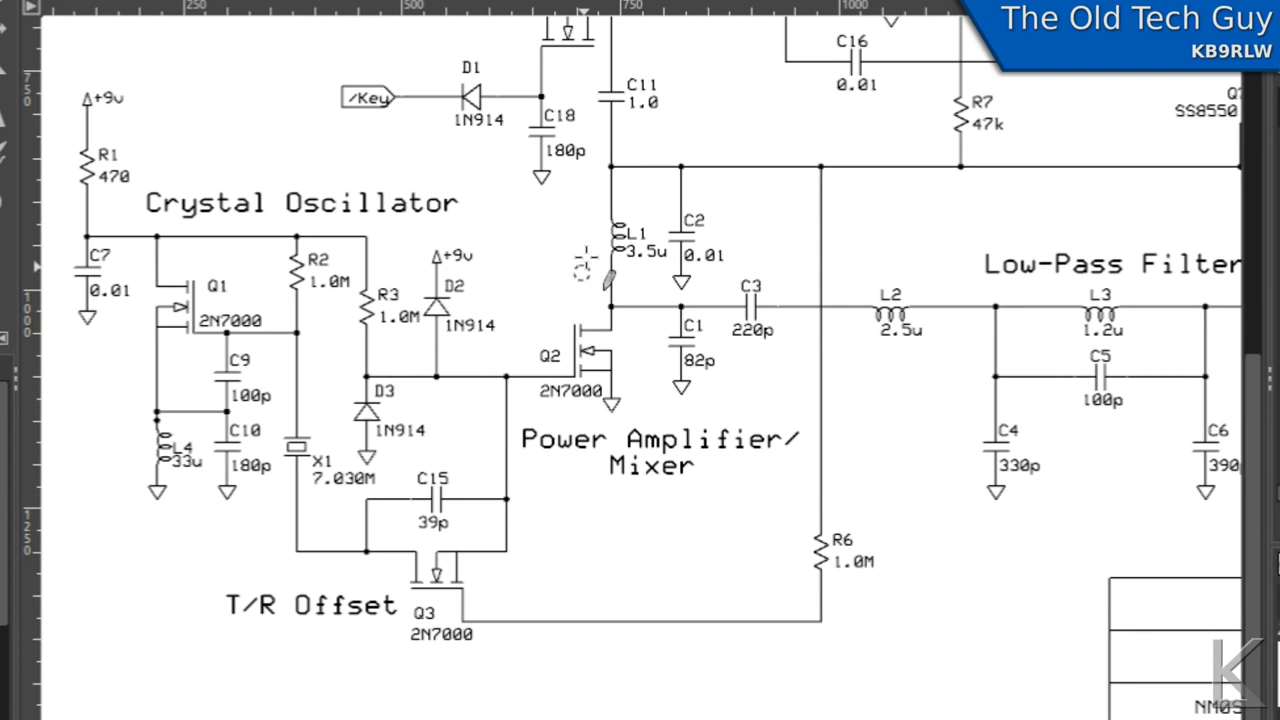 250
500
750
1000
The Old Tech Guy
KB9RLW
750
1000
1250
C16
0.01
D1
/Key
1N914
C11
1.0
R7
47k
SS8550
+9v
C18
180p
R1
470
Crystal Oscillator
C2
0.01
L1
3.5u
C7
0.01
R2
1.0M
+9v
Low-Pass Filter
Q1
2N7000
R3
1.0M
D2
1N914
C3
220p
L2
2.5u
L3
1.2u
C1
82p
Q2
2N7000
C9
100p
C5
100p
D3
1N914
Power Amplifier/
Mixer
C10
180p
L4
33u
X1
7.030M
C4
330p
C6
390
C15
39p
R6
1.0M
T/R Offset
Q3
2N7000
K
NMOS